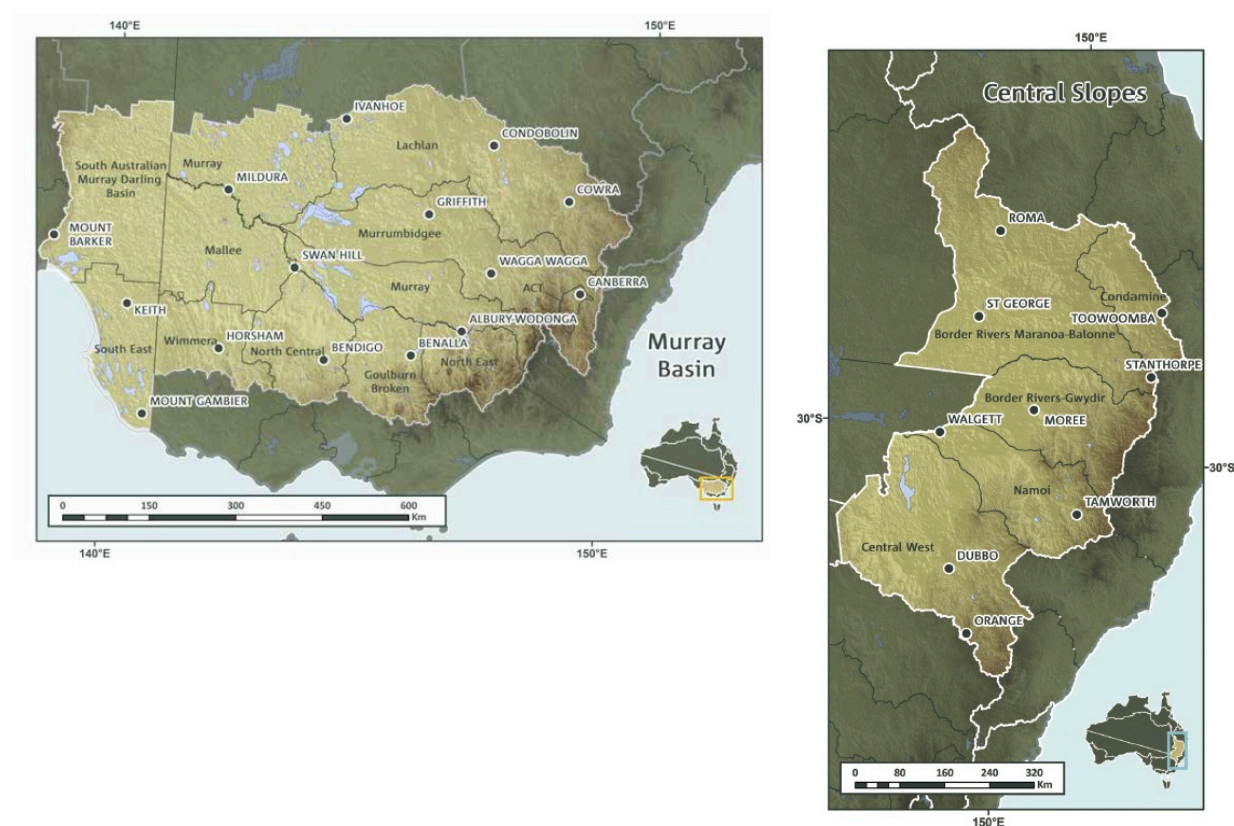 140°E 150°E
IVANHOE
CONDOBOLIN
Lachlan
South Australian
Murray Darling
Basin
Murray
MILDURA
COWRA
GRIFFITH
MOUNT
BARKER
Murrumbidgee
Mallee
SWAN HILL
WAGGA WAGGA
CANBERRA
Murray
ACT
KEITH
ALBURY-WODONGA
HORSHAM
Wimmera
North Central
BENDIGO
BENALLA
North East
South East
Goulburn
Broken
Murray
Basin
MOUNT GAMBIER
0 150 300 450 600
Km
140°E 150°E
150°E
Central Slopes
ROMA
Condamine
ST GEORGE
TOOWOOMBA
Border Rivers Maranoa-Balonne
STANTHORPE
Border Rivers-Gwydir
30°S
WALGETT
MOREE
30°S
Namoi
TAMWORTH
Central West
DUBBO
ORANGE
0 80 160 240 320
Km
150°E